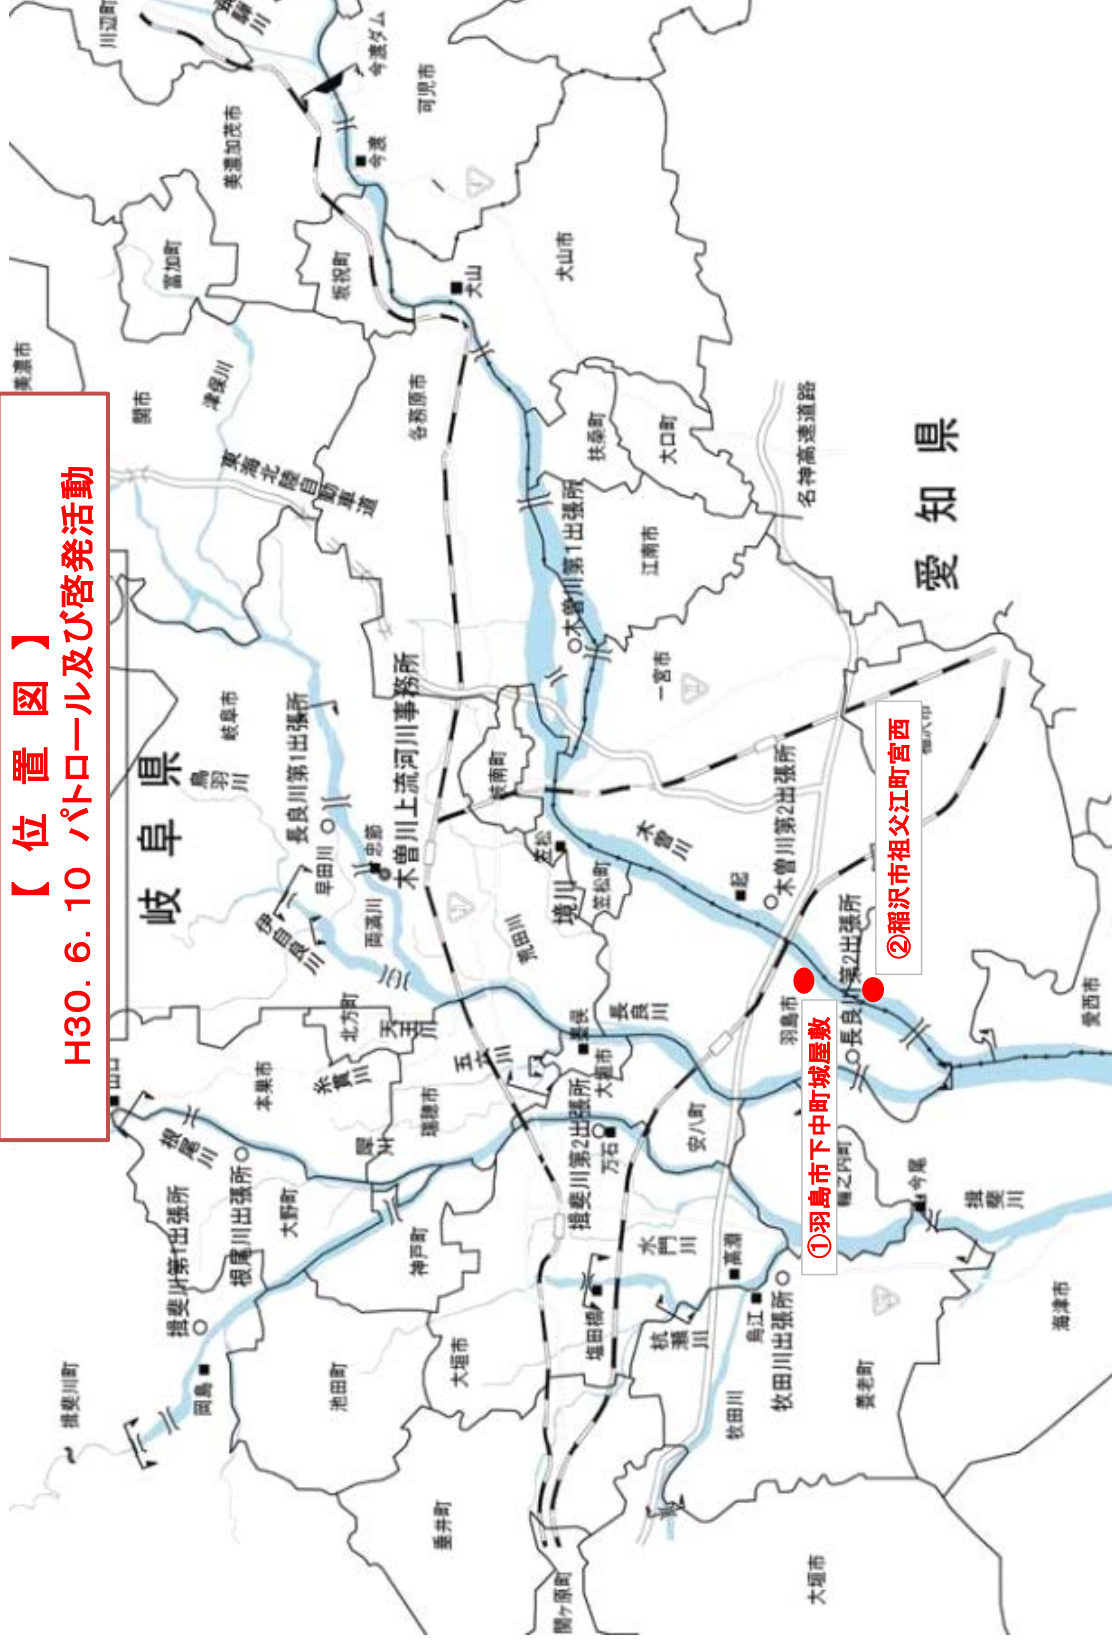 【 位 置 図 】
H30. 6. 10 パトロール及び啓発活動
岐 阜 県
愛 知 県
揖斐川町
岡島
揖斐川第1出張所
根尾川出張所
根尾川
大野町
本巣市
糸貫川
犀川
北方町
天王川
瑞穂市
五六川
神戸町
池田町
大垣市
垂井町
関ヶ原町
大垣市
揖斐川第2出張所
万石
大垣市
墨俣
安八町
塩田橋
水門川
杭瀬川
高淵
烏江
牧田川
牧田川出張所
養老町
輪之内町
今尾
揖斐川
海津市
岐阜市
鳥羽川
長良川第1出張所
早田川
忠節
伊自良川
両満川
木曽川上流河川事務所
荒田川
境川
岐南町
笠松
笠松町
長良川
羽島市
長良川第2出張所
①羽島市下中町城屋敷
②稲沢市祖父江町宮西
愛西市
木曽川
起
木曽川第2出張所
一宮市
木曽川第1出張所
江南市
扶桑町
大口町
名神高速道路
東海北陸自動車道
各務原市
関市
津保川
美濃市
富加町
坂祝町
美濃加茂市
川辺町
今渡ダム
今渡
可児市
犬山
犬山市